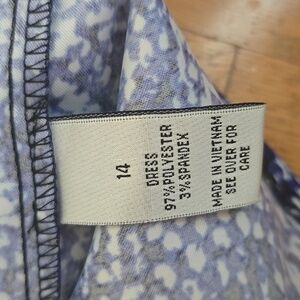 14
DRESS
97% POLYESTER
3% SPANDEX
MADE IN VIETNAM
SEE OVER FOR
CARE